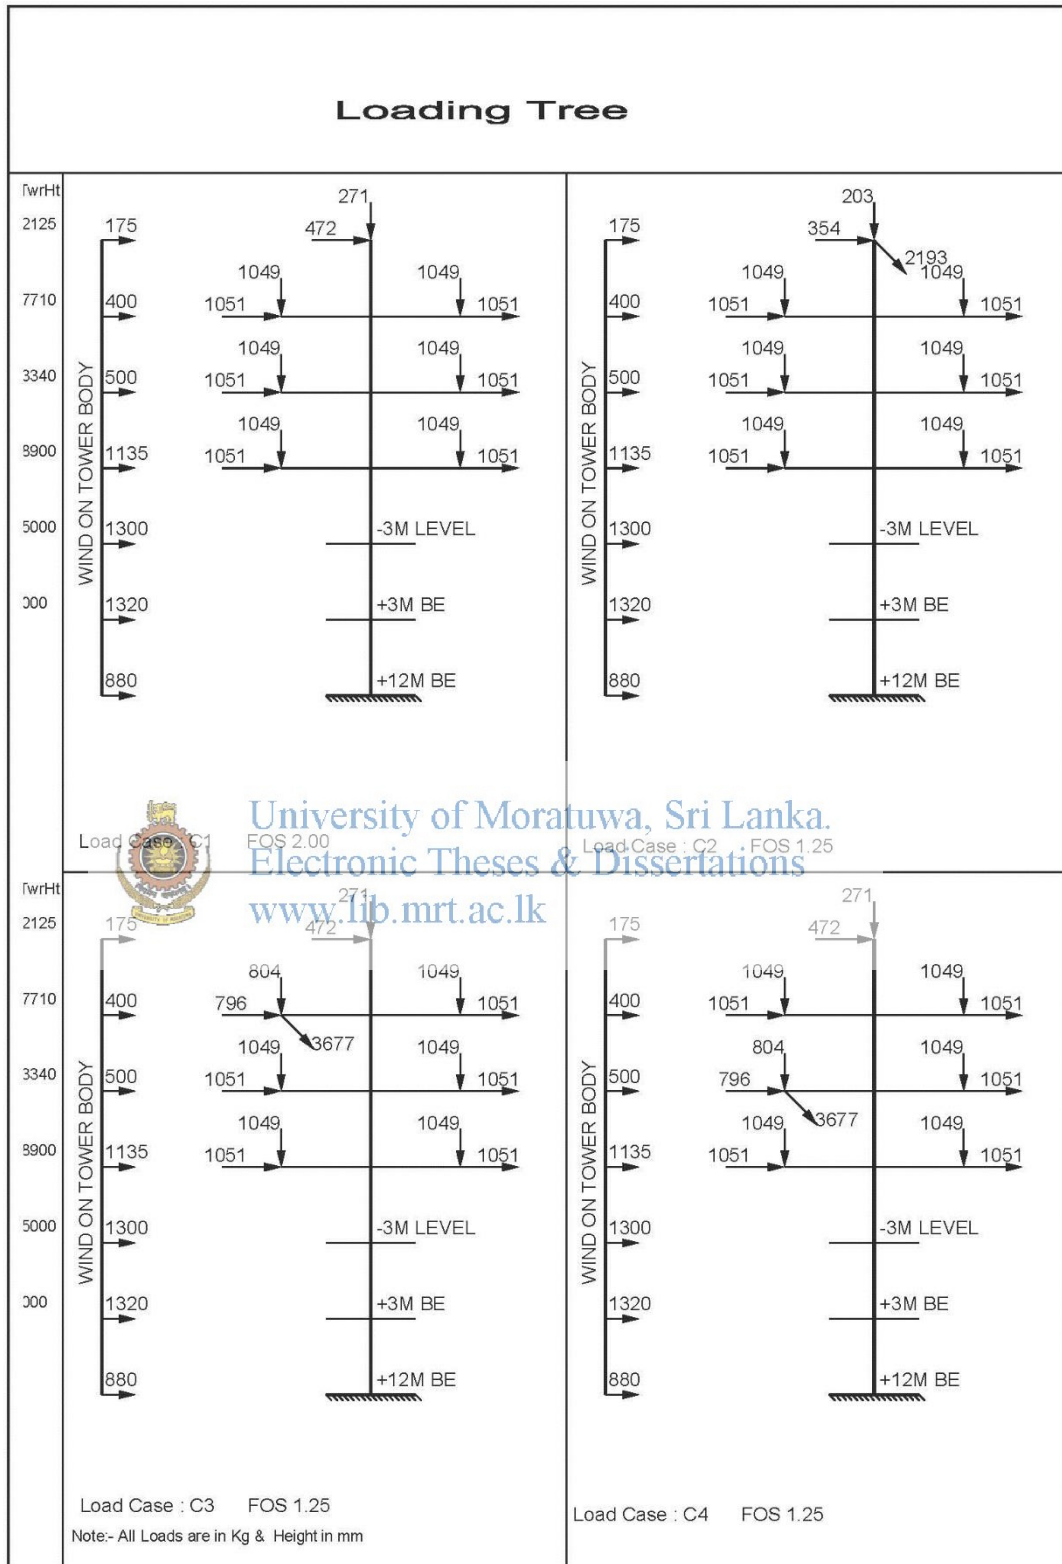 Loading Tree
TwrHt
2125
7710
3340
8900
5000
000
WIND ON TOWER BODY
175
400
500
1135
1300
1320
880
271
472
1049 1049
1051 1051
1049 1049
1051 1051
1049 1049
1051 1051
-3M LEVEL
+3M BE
+12M BE
Load Case : C1 FOS 2.00
WIND ON TOWER BODY
175
400
500
1135
1300
1320
880
203
354
2193
1049 1049
1051 1051
1049 1049
1051 1051
1049 1049
1051 1051
-3M LEVEL
+3M BE
+12M BE
Load Case : C2 FOS 1.25
University of Moratuwa, Sri Lanka.
Electronic Theses & Dissertations
www.lib.mrt.ac.lk
TwrHt
2125
7710
3340
8900
5000
000
WIND ON TOWER BODY
175
400
500
1135
1300
1320
880
271
472
804 1049
796 1051
3677
1049 1049
1051 1051
1049 1049
1051 1051
-3M LEVEL
+3M BE
+12M BE
Load Case : C3 FOS 1.25
Note:- All Loads are in Kg & Height in mm
WIND ON TOWER BODY
175
400
500
1135
1300
1320
880
271
472
1049 1049
1051 1051
804 1049
796 1051
3677
1049 1049
1051 1051
-3M LEVEL
+3M BE
+12M BE
Load Case : C4 FOS 1.25